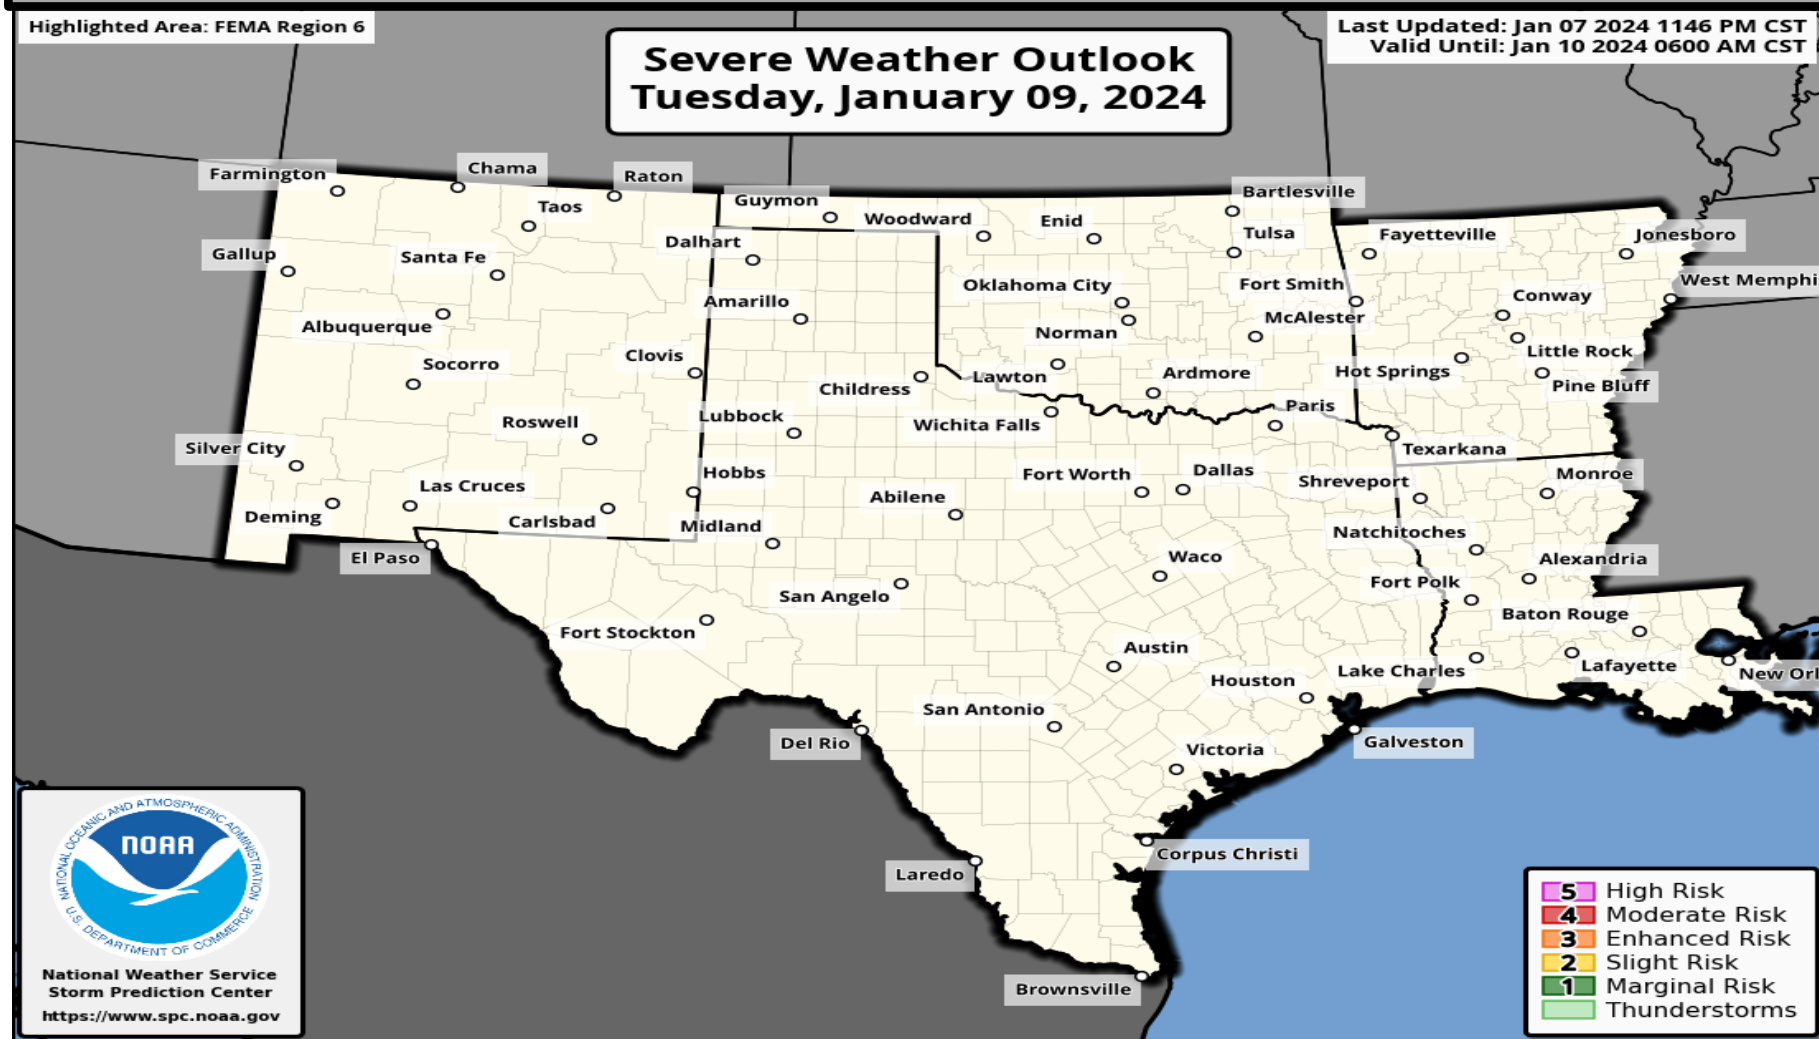 Highlighted Area: FEMA Region 6
Severe Weather Outlook
Tuesday, January 09, 2024
Last Updated: Jan 07 2024 1146 PM CST
Valid Until: Jan 10 2024 0600 AM CST
Farmington
Chama
Raton
Taos
Guymon
Woodward
Enid
Bartlesville
Tulsa
Fayetteville
Jonesboro
Gallup
Santa Fe
Dalhart
Oklahoma City
Fort Smith
Conway
West Memphi
Albuquerque
Amarillo
Norman
McAlester
Little Rock
Socorro
Clovis
Childress
Lawton
Ardmore
Hot Springs
Pine Bluff
Roswell
Lubbock
Wichita Falls
Paris
Texarkana
Silver City
Las Cruces
Hobbs
Abilene
Fort Worth
Dallas
Shreveport
Monroe
Deming
Carlsbad
Midland
Natchitoches
El Paso
San Angelo
Waco
Fort Polk
Alexandria
Fort Stockton
Baton Rouge
Austin
Houston
Lake Charles
Lafayette
New Orl
San Antonio
Del Rio
Victoria
Galveston
Laredo
Corpus Christi
Brownsville
NATIONAL OCEANIC AND ATMOSPHERIC ADMINISTRATION
NOAA
U.S. DEPARTMENT OF COMMERCE
National Weather Service
Storm Prediction Center
https://www.spc.noaa.gov
5 High Risk
4 Moderate Risk
3 Enhanced Risk
2 Slight Risk
1 Marginal Risk
Thunderstorms